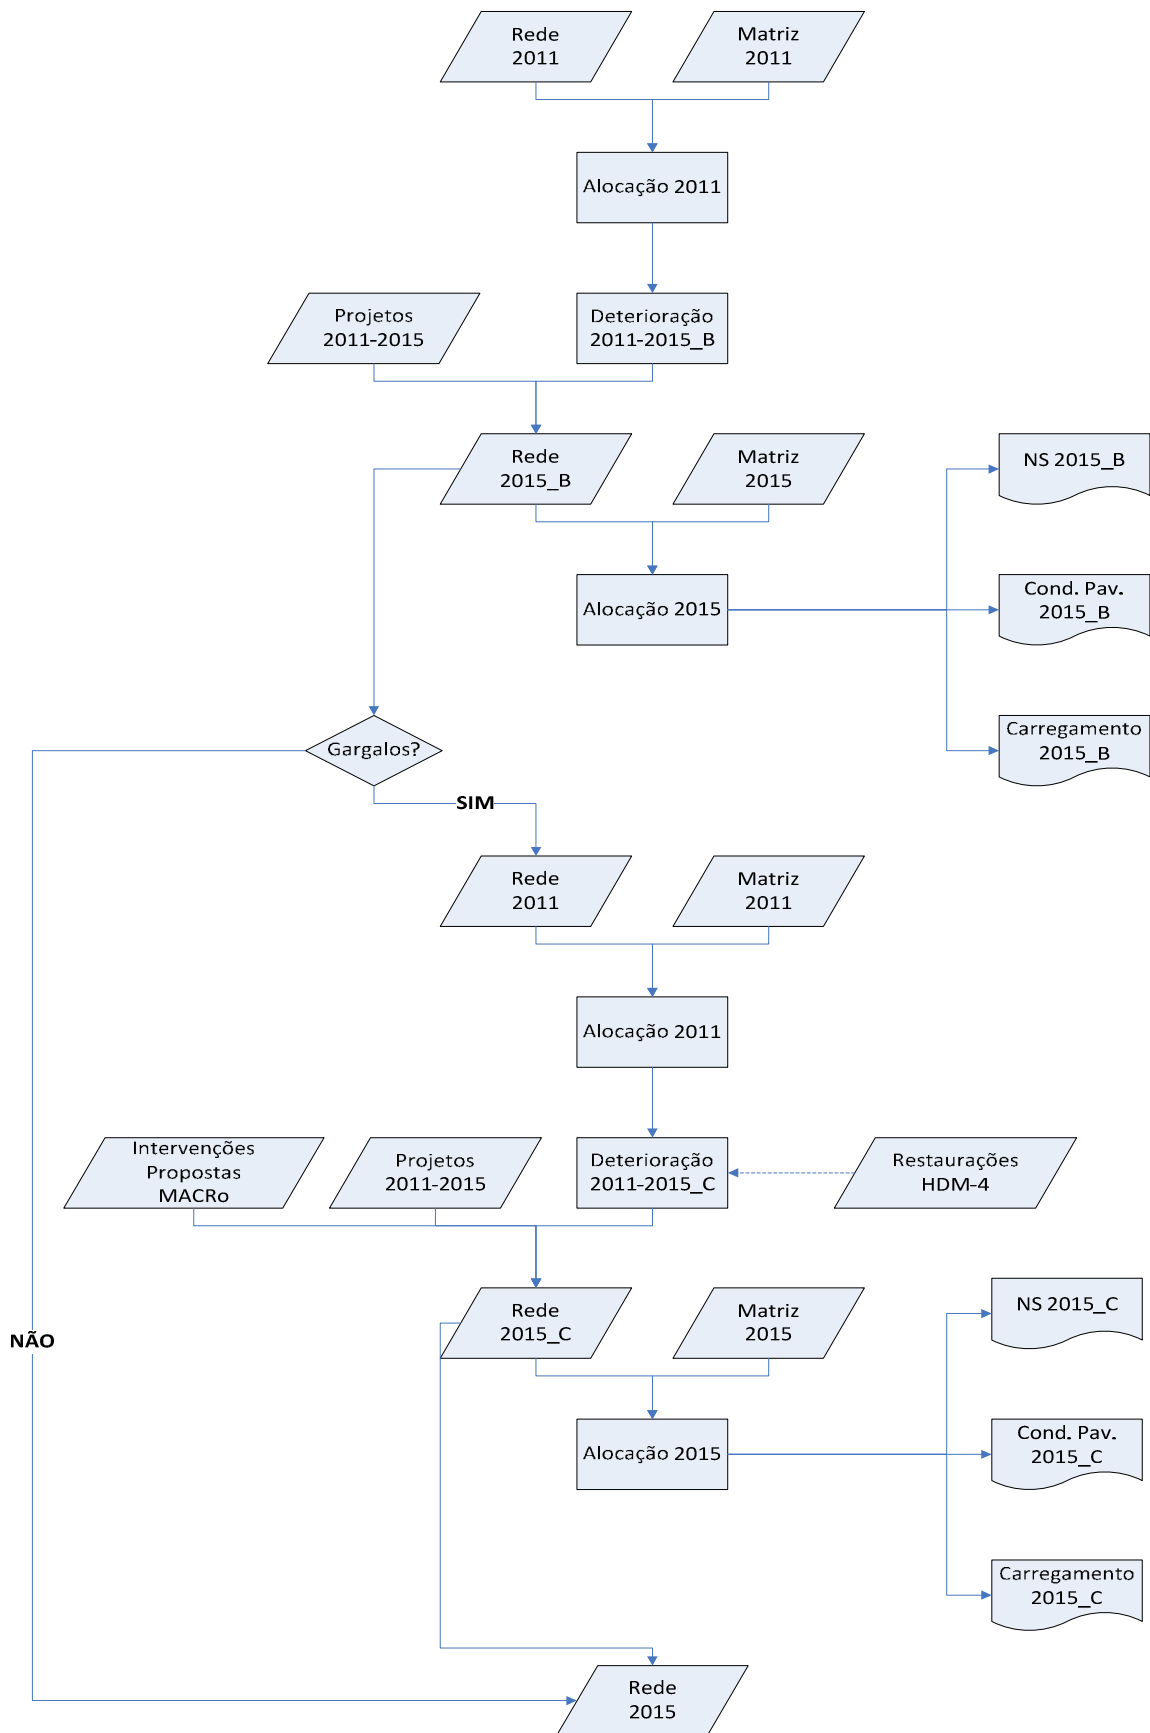 Rede
2011
Matriz
2011
Alocação 2011
Projetos
2011-2015
Deterioração
2011-2015_B
Rede
2015_B
Matriz
2015
NS 2015_B
Alocação 2015
Cond. Pav.
2015_B
Gargalos?
Carregamento
2015_B
SIM
Rede
2011
Matriz
2011
Alocação 2011
Intervenções
Propostas
MACRo
Projetos
2011-2015
Deterioração
2011-2015_C
Restaurações
HDM-4
Rede
2015_C
Matriz
2015
NS 2015_C
NÃO
Alocação 2015
Cond. Pav.
2015_C
Carregamento
2015_C
Rede
2015